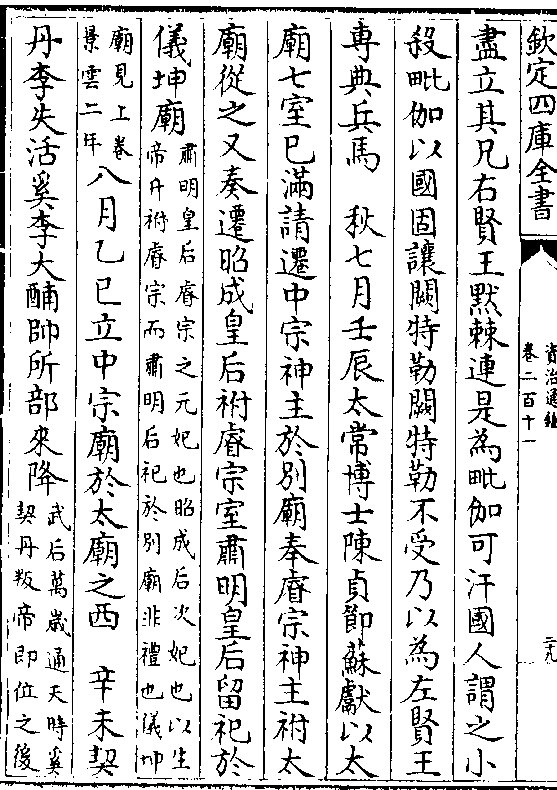 欽定四庫全書
資治通鑑
卷二百十一
二十九
盡立其兄右賢王默棘連是為毗伽可汗國人謂之小
殺毗伽以國固讓闕特勒闕特勒不受乃以為左賢王
専典兵馬　秋七月壬辰太常博士陳貞節蘇獻以太
廟七室已滿請遷中宗神主於別廟奉睿宗神主祔太
廟從之又奏遷昭成皇后祔睿宗室肅明皇后留祀於
儀坤廟
肅明皇后睿宗之元妃也昭成后次妃也以生
帝升祔睿宗而肅明后祀於別廟非禮也儀坤
廟見上卷
景雲二年
八月乙巳立中宗廟於太廟之西　辛未契
丹李失活奚李大酺帥所部來降
武后萬歲通天時奚
契丹叛帝即位之後